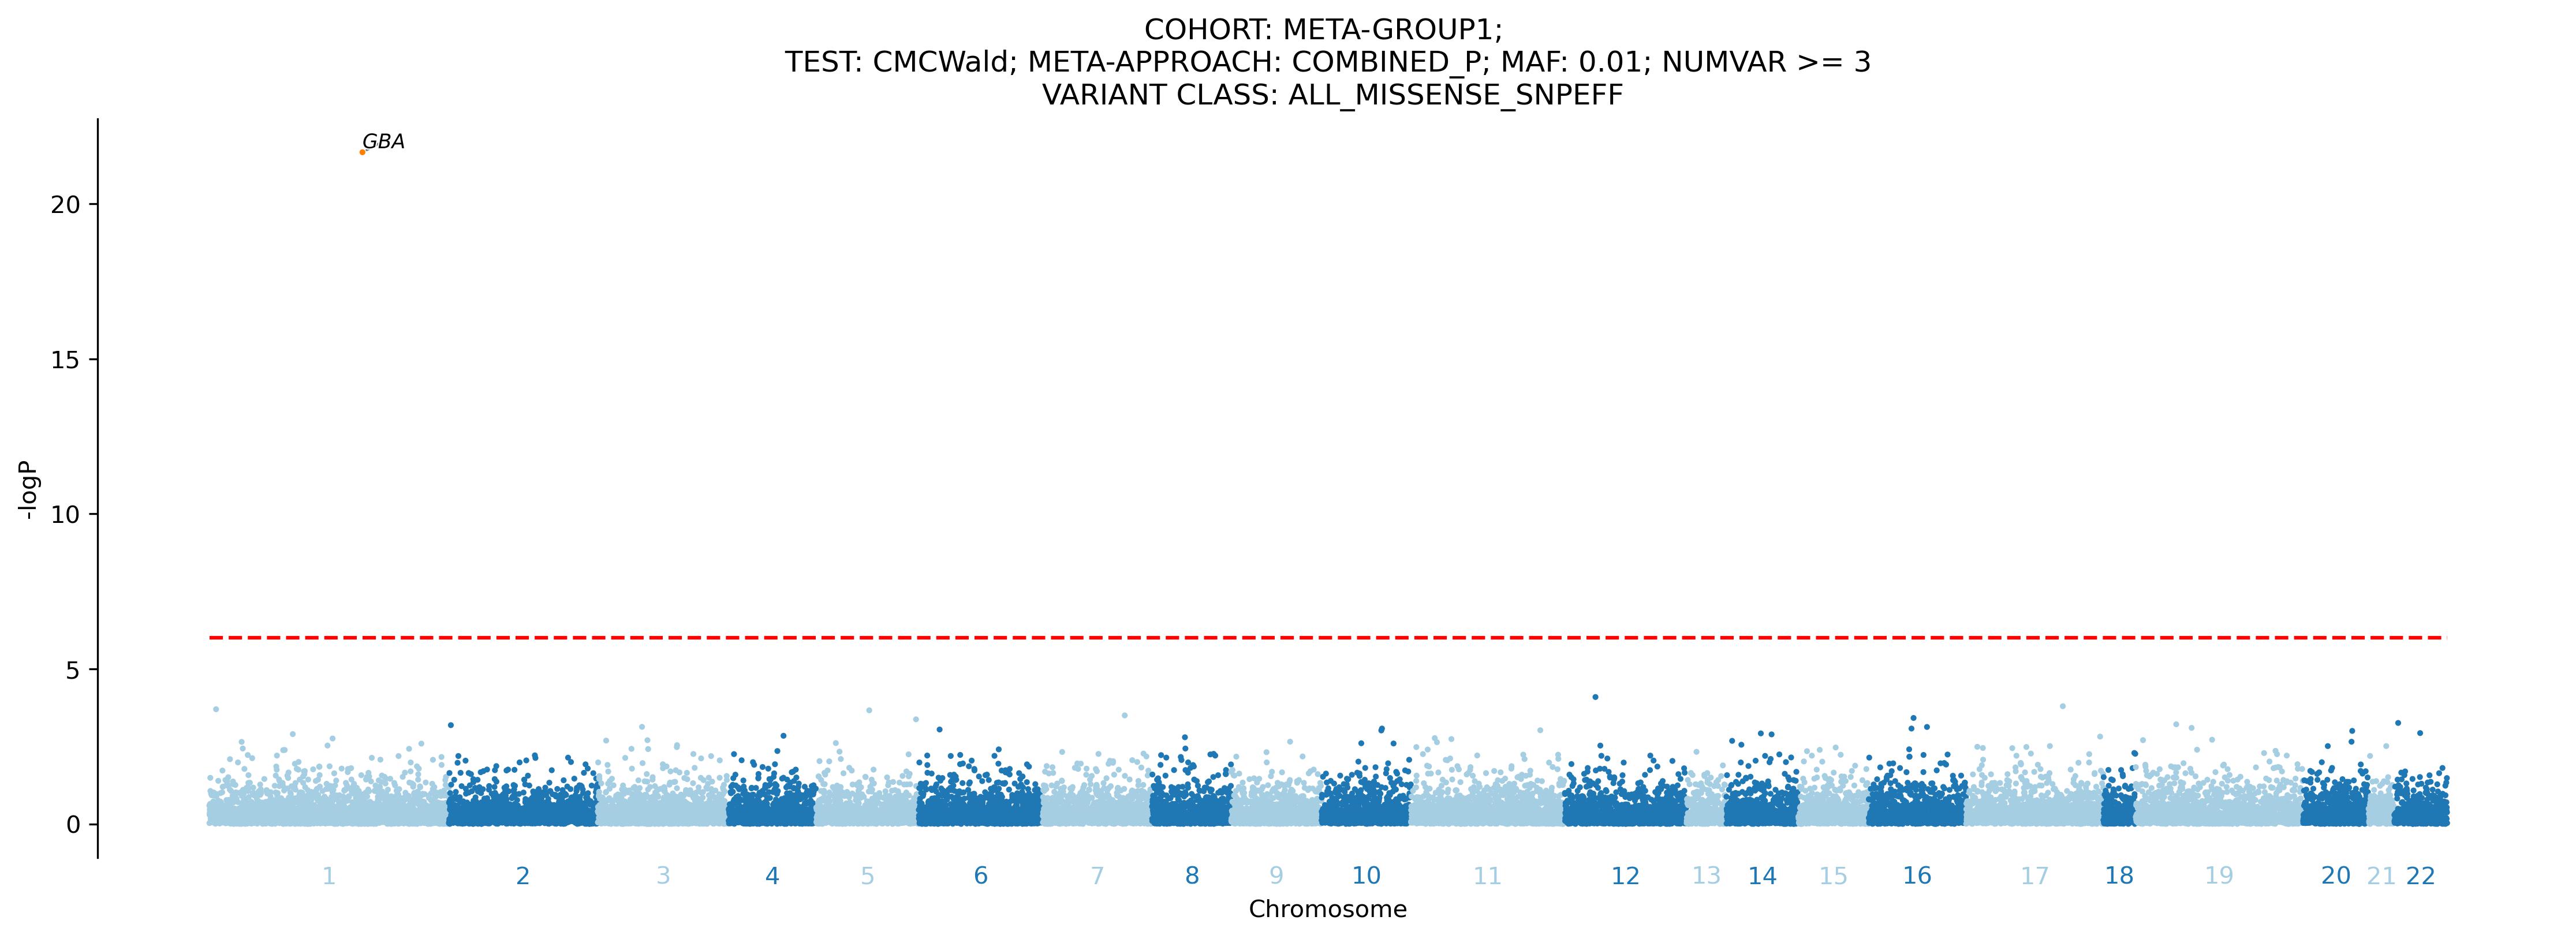 COHORT: META-GROUP1;
TEST: CMCWald; META-APPROACH: COMBINED_P; MAF: 0.01; NUMVAR >= 3
VARIANT CLASS: ALL_MISSENSE_SNPEFF
GBA
20
15
10
5
0
-logP
1 2 3 4 5 6 7 8 9 10 11 12 13 14 15 16 17 18 19 20 21 22
Chromosome